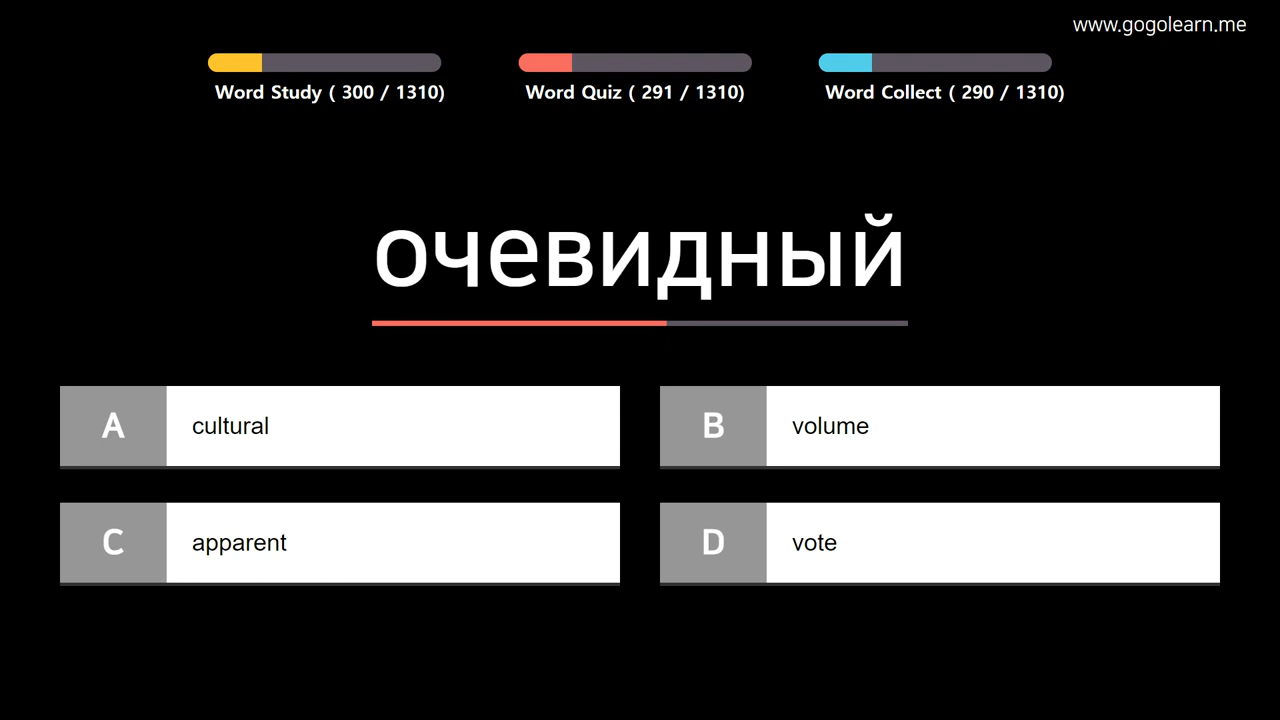 www.gogolearn.me
Word Study ( 300 / 1310)
Word Quiz ( 291 / 1310)
Word Collect ( 290 / 1310)
очевидный
A cultural
B volume
C apparent
D vote